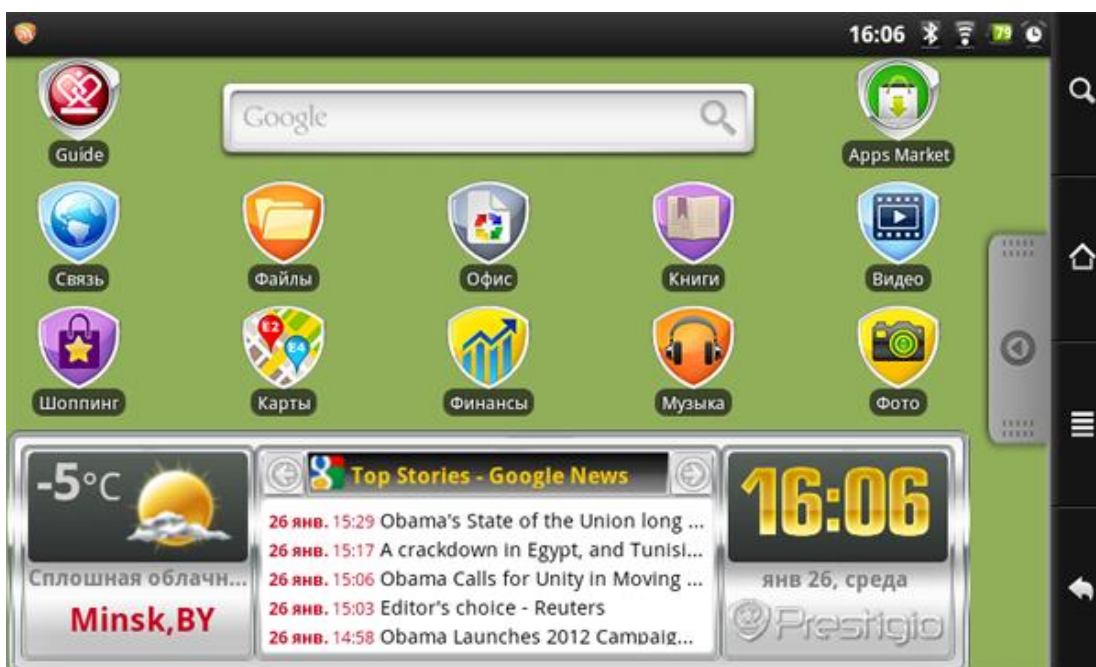 16:06 79
Google
Guide
Apps Market
Связь
Файлы
Офис
Книги
Видео
E2
E4
Шоппинг
Карты
Финансы
Музыка
Фото
-5°C
Сплошная облачн...
Minsk,BY
Top Stories - Google News
26 янв. 15:29 Obama's State of the Union long ...
26 янв. 15:17 A crackdown in Egypt, and Tunisi...
26 янв. 15:06 Obama Calls for Unity in Moving ...
26 янв. 15:03 Editor's choice - Reuters
26 янв. 14:58 Obama Launches 2012 Campaig...
16:06
янв 26, среда
Prestigio